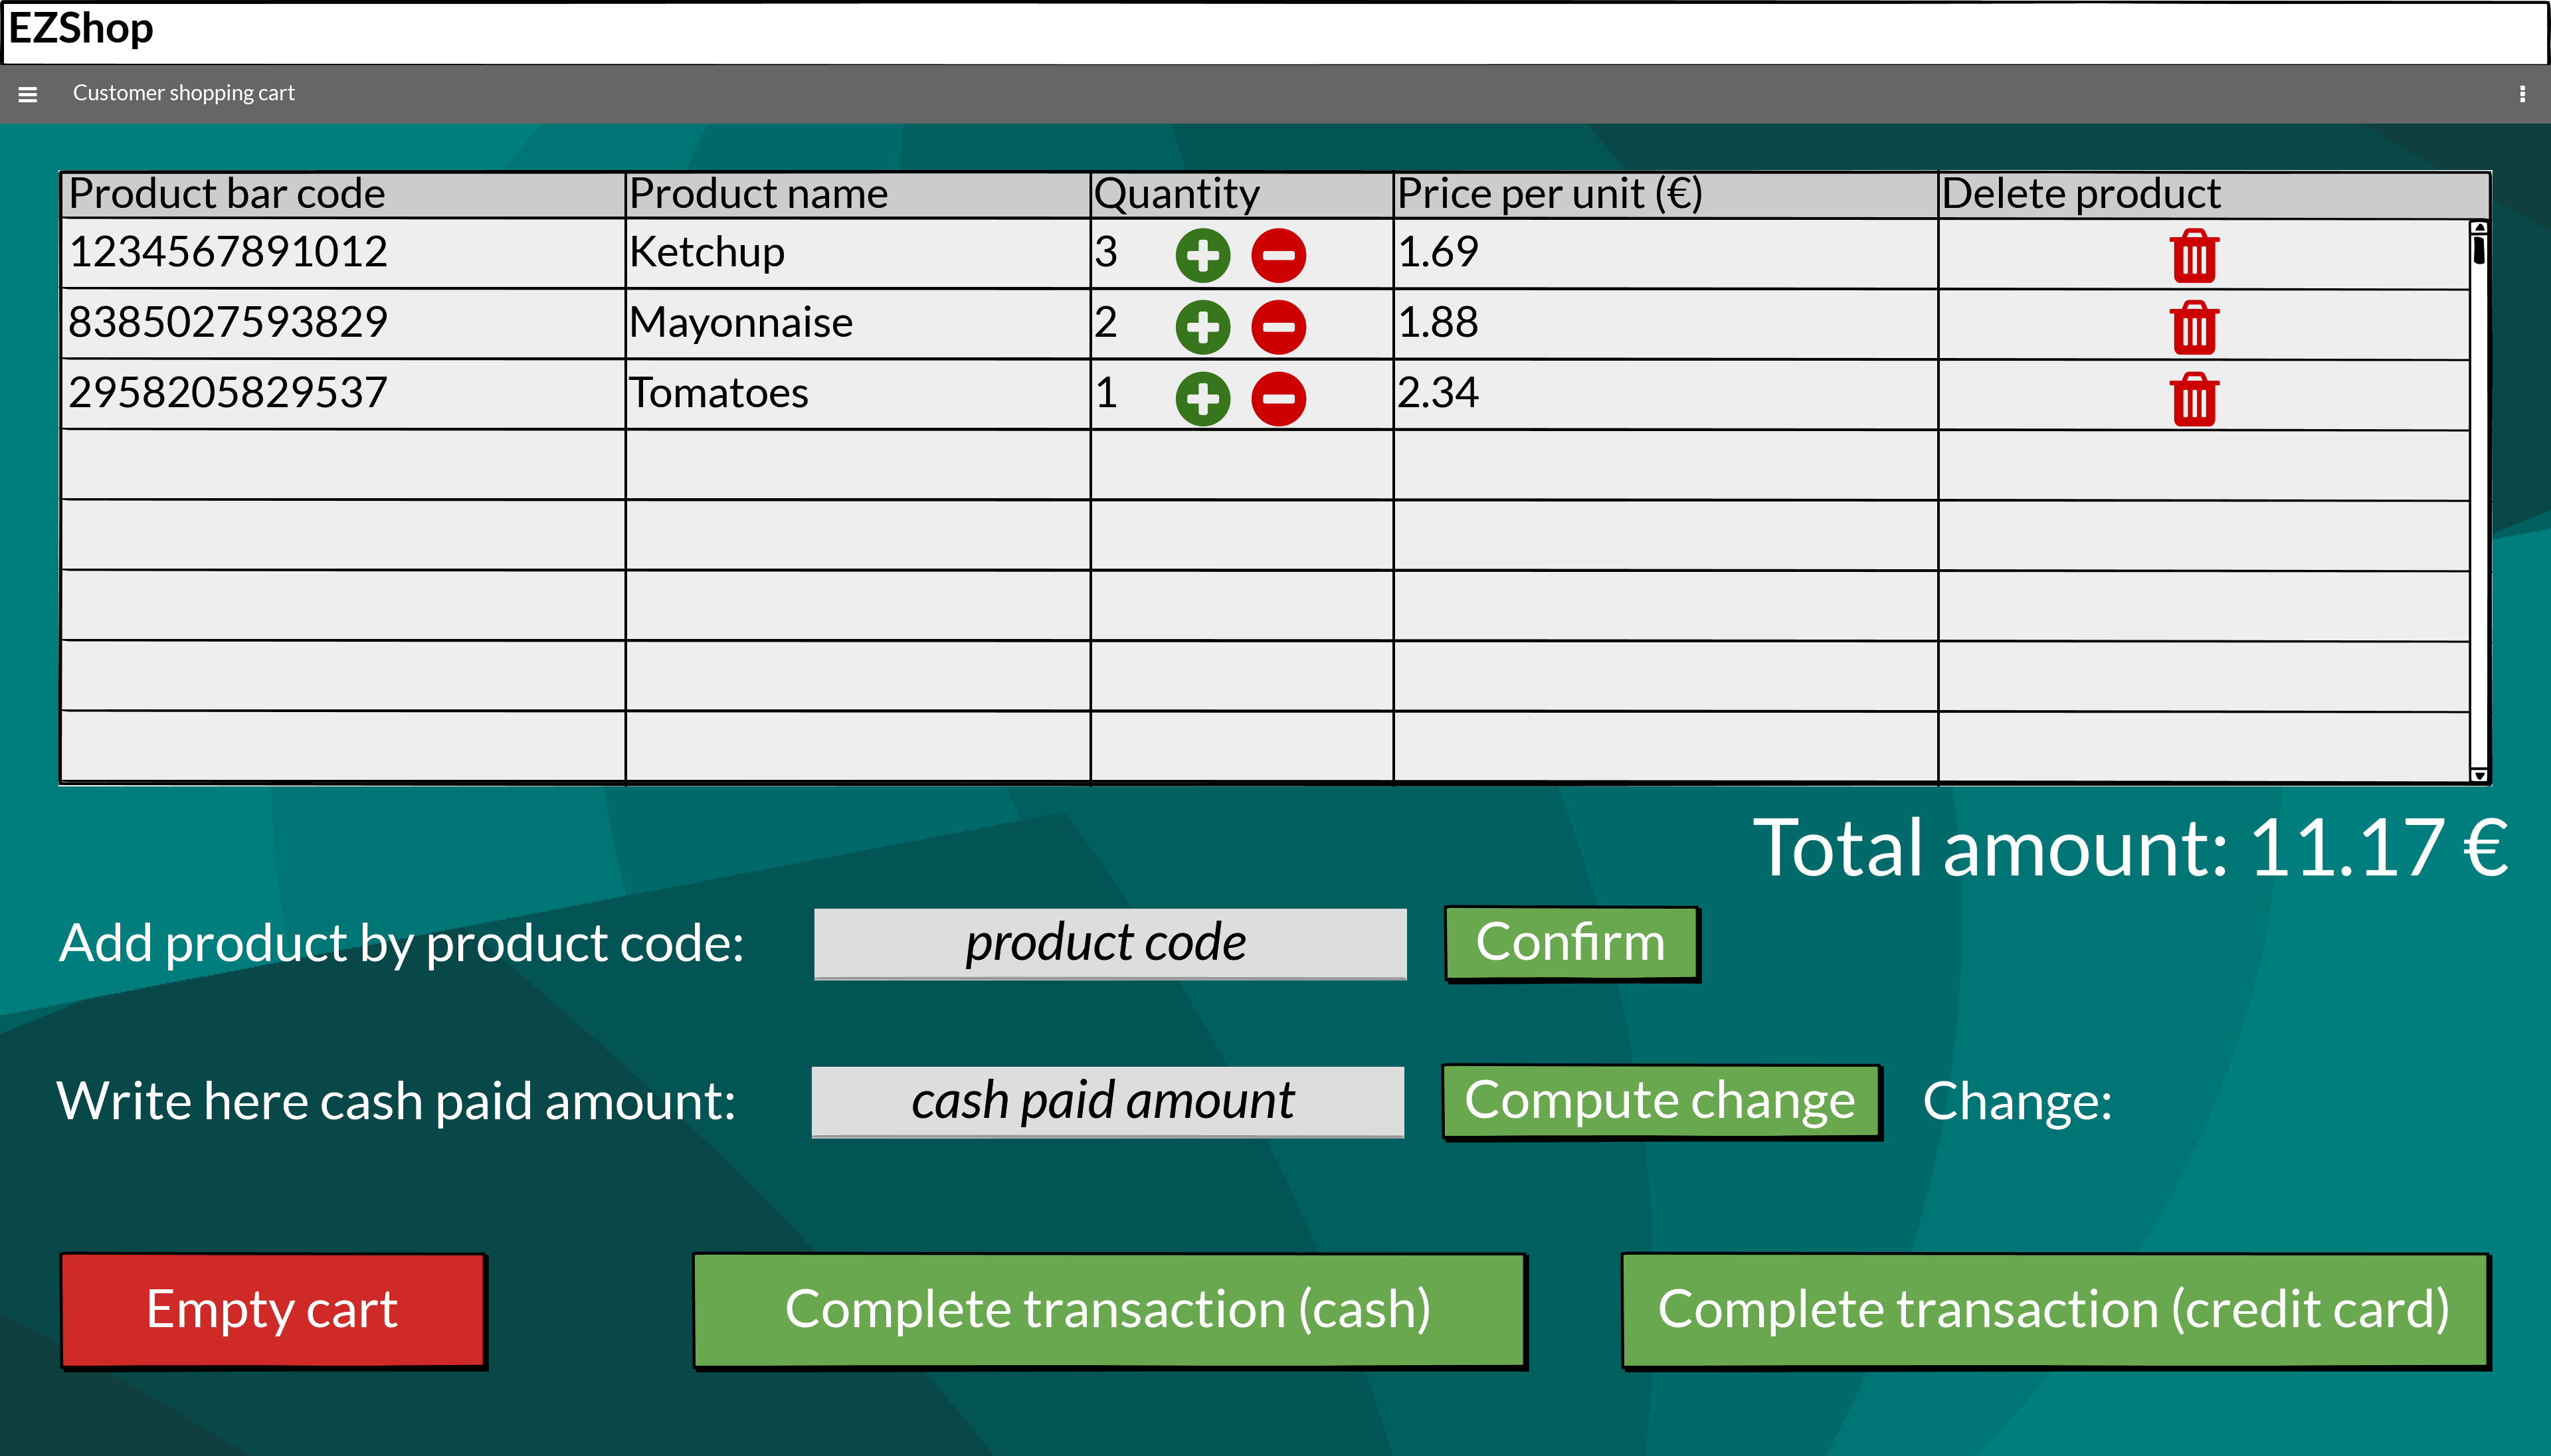 EZShop
Customer shopping cart
Product bar code Product name Quantity Price per unit (€) Delete product
1234567891012 Ketchup 3 1.69
8385027593829 Mayonnaise 2 1.88
2958205829537 Tomatoes 1 2.34
Total amount: 11.17 €
Add product by product code: product code Confirm
Write here cash paid amount: cash paid amount Compute change Change:
Empty cart Complete transaction (cash) Complete transaction (credit card)